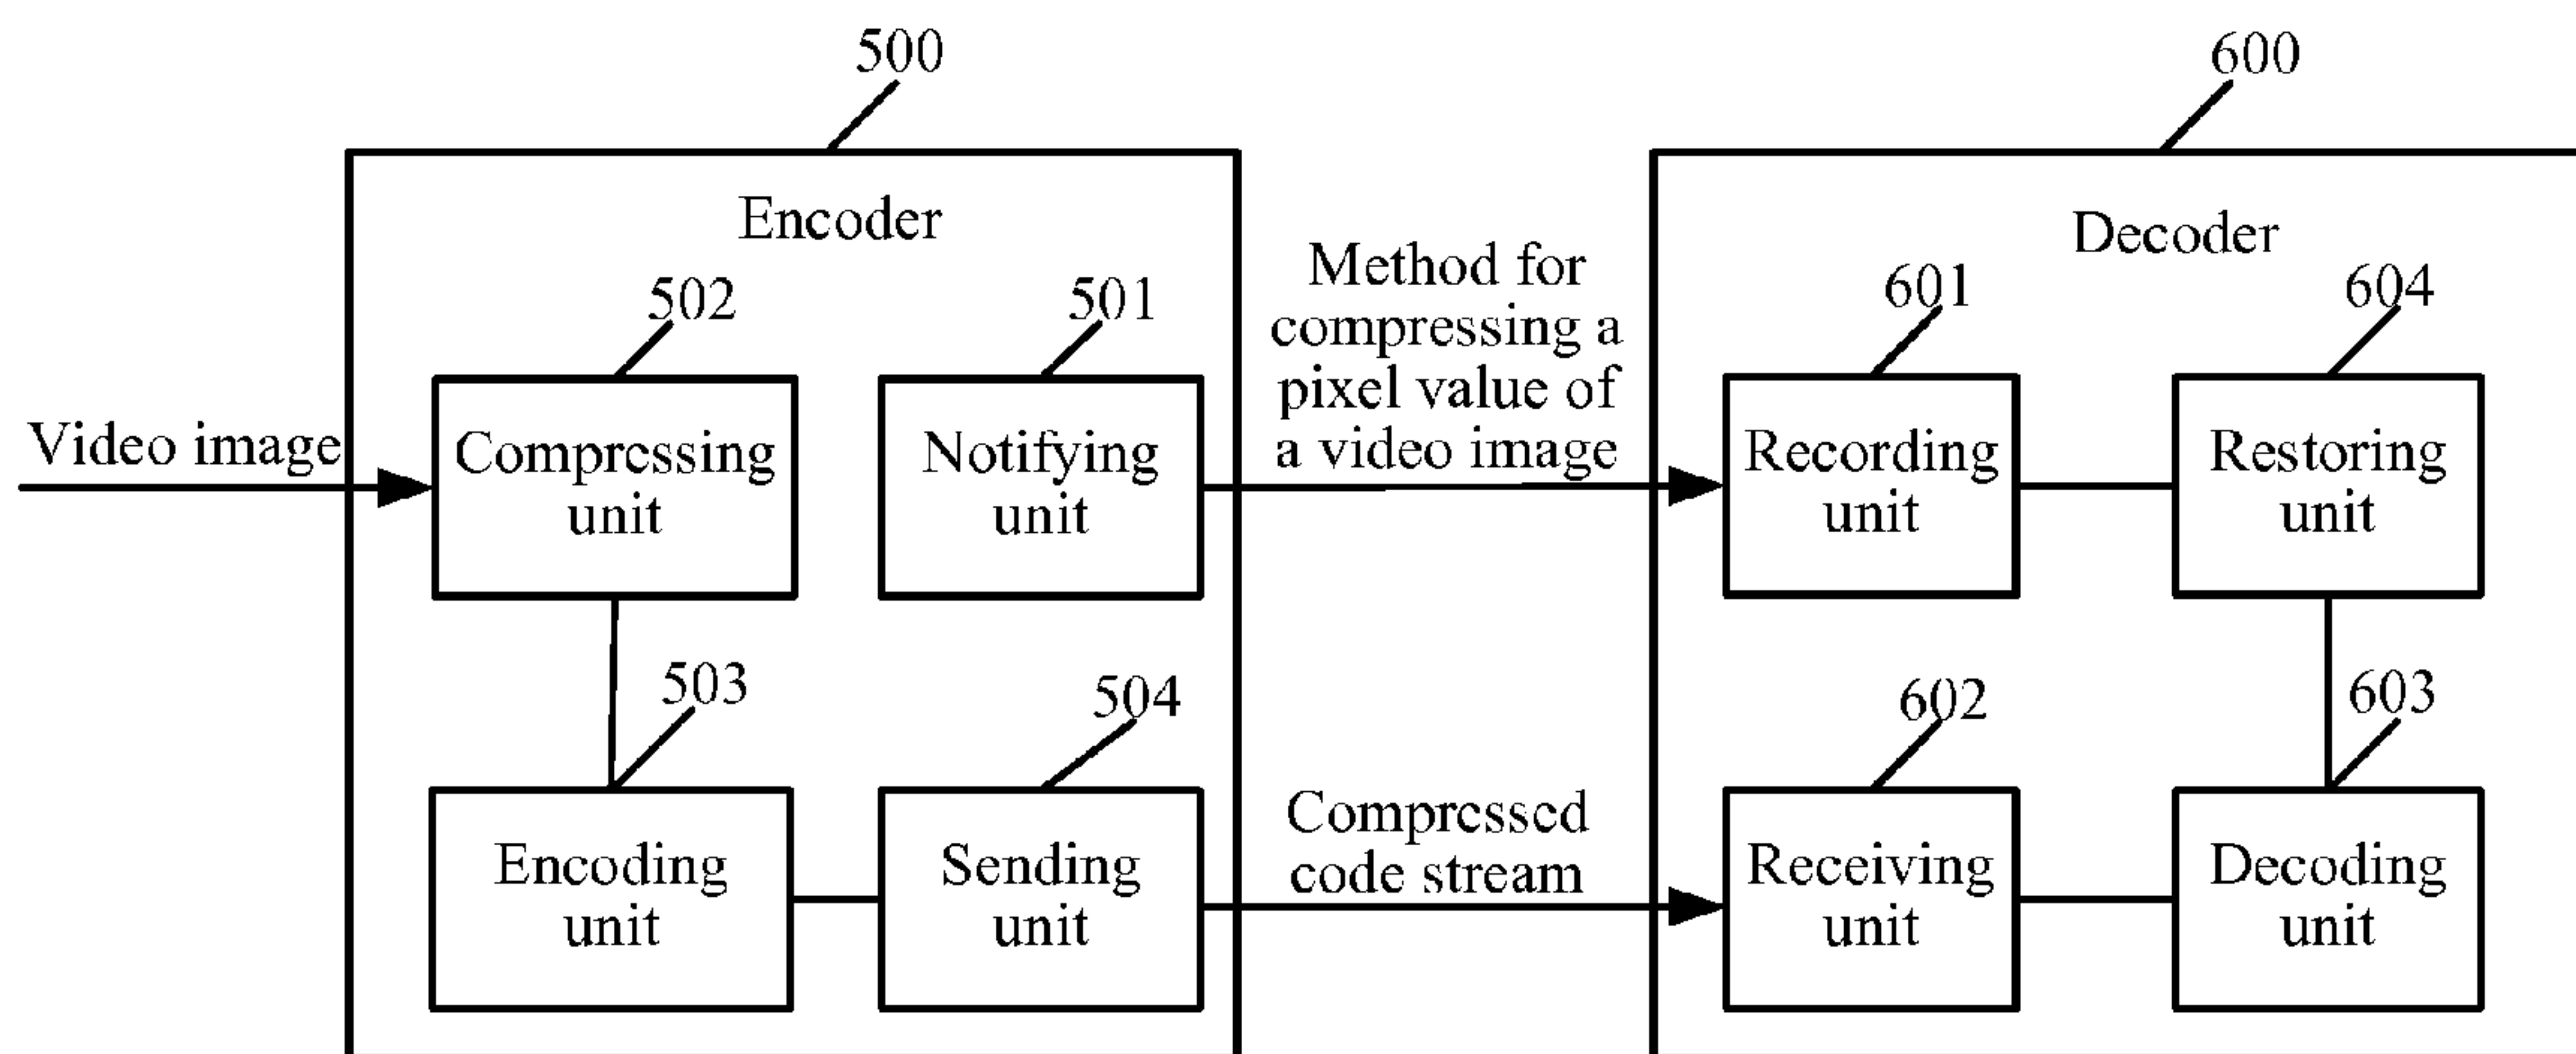 500
600
Encoder
Decoder
Method for
compressing a
pixel value of
a video image
502
501
601
604
Video image
Compressing
unit
Notifying
unit
Recording
unit
Restoring
unit
503
504
602
603
Compressed
code stream
Encoding
unit
Sending
unit
Receiving
unit
Decoding
unit